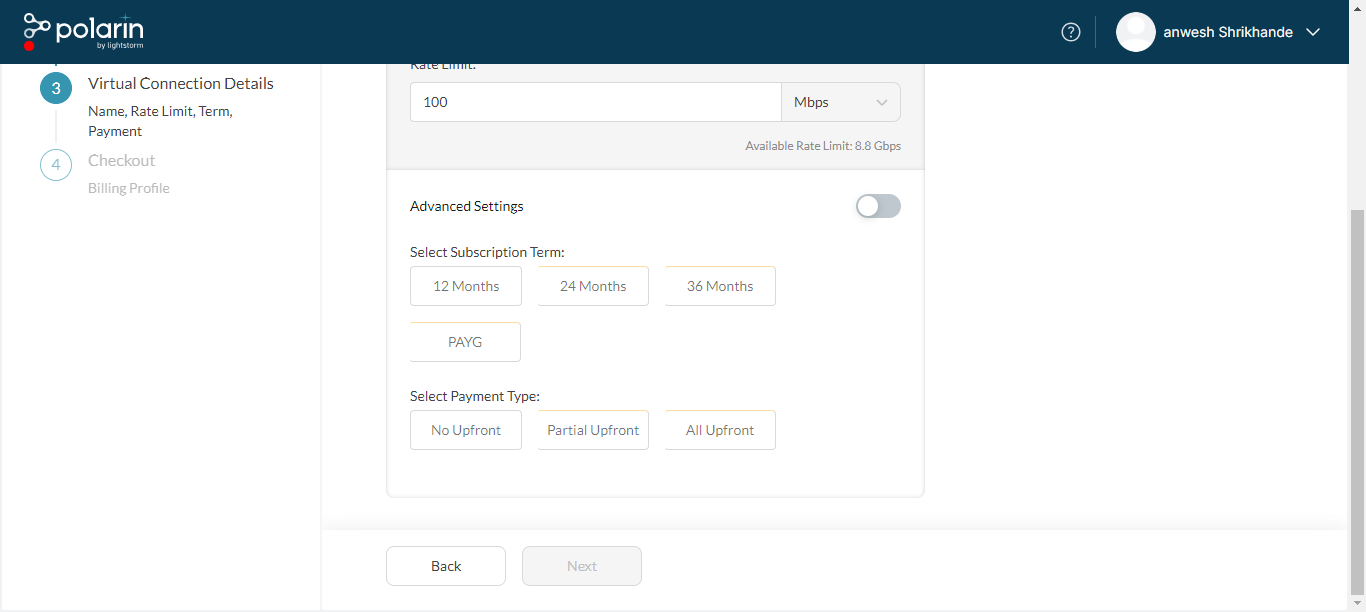 polarin
by lightstorm
anwesh Shrikhande
3
Virtual Connection Details
Name, Rate Limit, Term,
Payment
4
Checkout
Billing Profile
Rate Limit:
100
Mbps
Available Rate Limit: 8.8 Gbps
Advanced Settings
Select Subscription Term:
12 Months
24 Months
36 Months
PAYG
Select Payment Type:
No Upfront
Partial Upfront
All Upfront
Back
Next